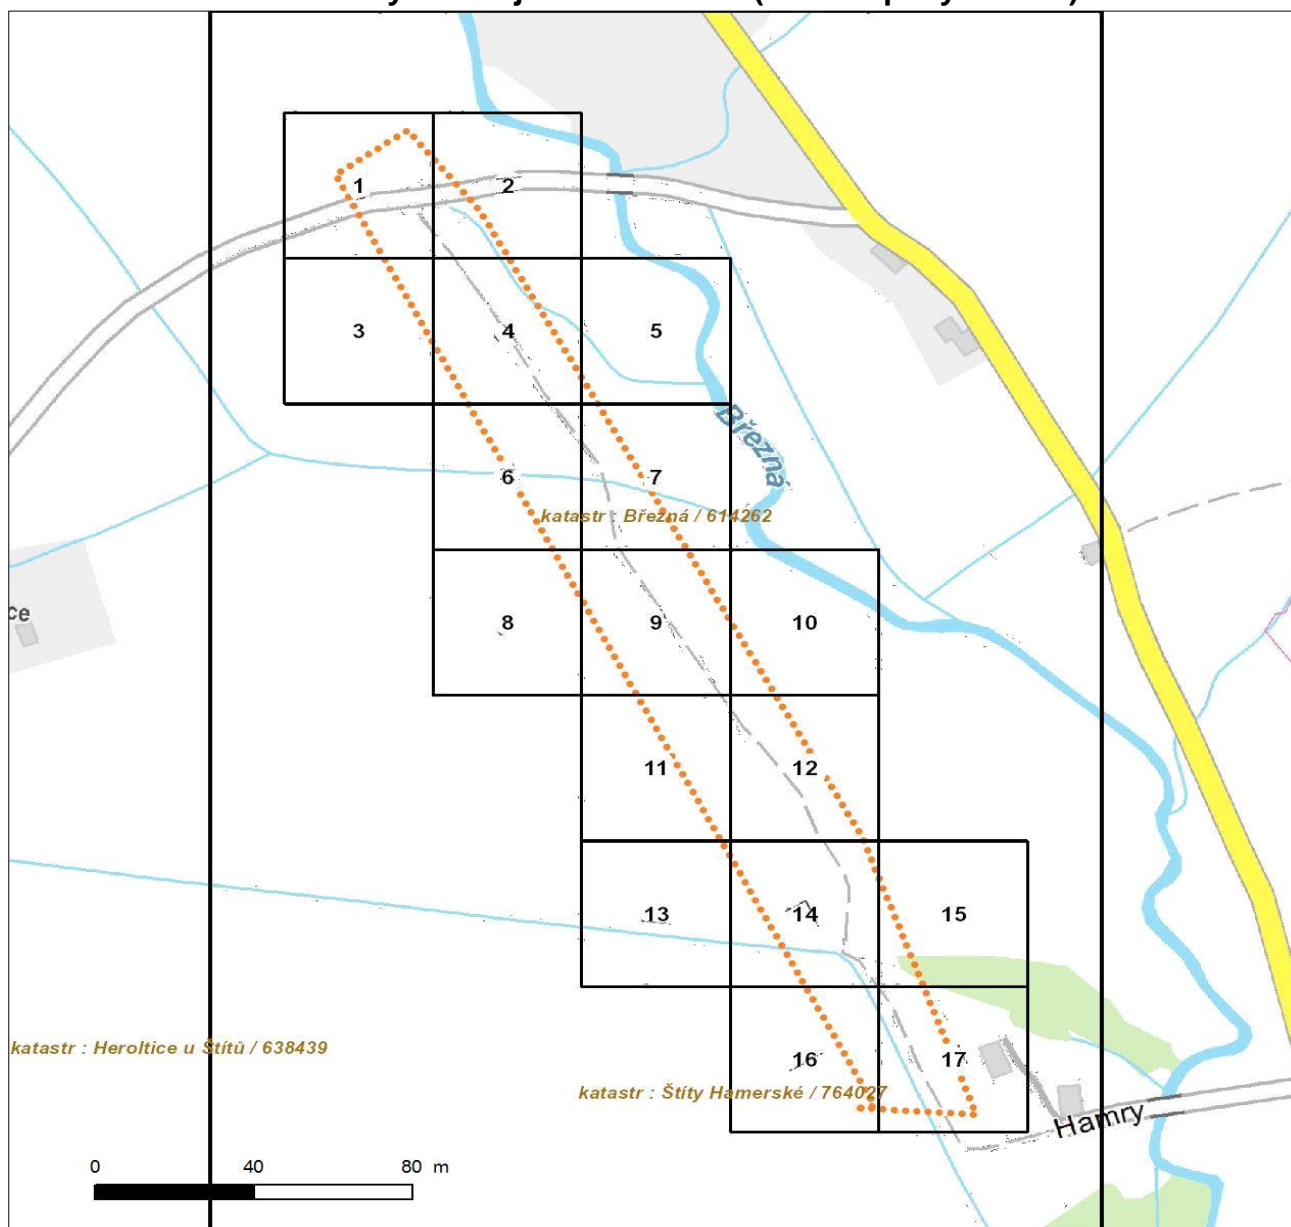 1
2
3
4
5
Březná
6
7
katastr : Březná / 614262
ce
8
9
10
11
12
13
14
15
katastr : Heroltice u Štítů / 638439
16
17
katastr : Štíty Hamerské / 764027
Hamry
0 40 80 m